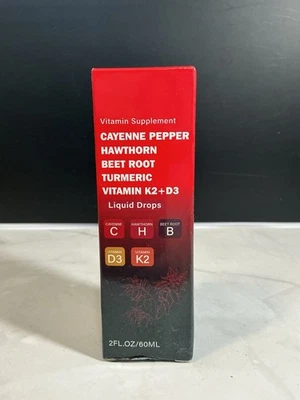 Vitamin Supplement
CAYENNE PEPPER
HAWTHORN
BEET ROOT
TURMERIC
VITAMIN K2+D3
Liquid Drops
CAYENNE HAWTHORN BEET ROOT
C H B
VITAMIN VITAMIN
D3 K2
2FL.OZ/60ML